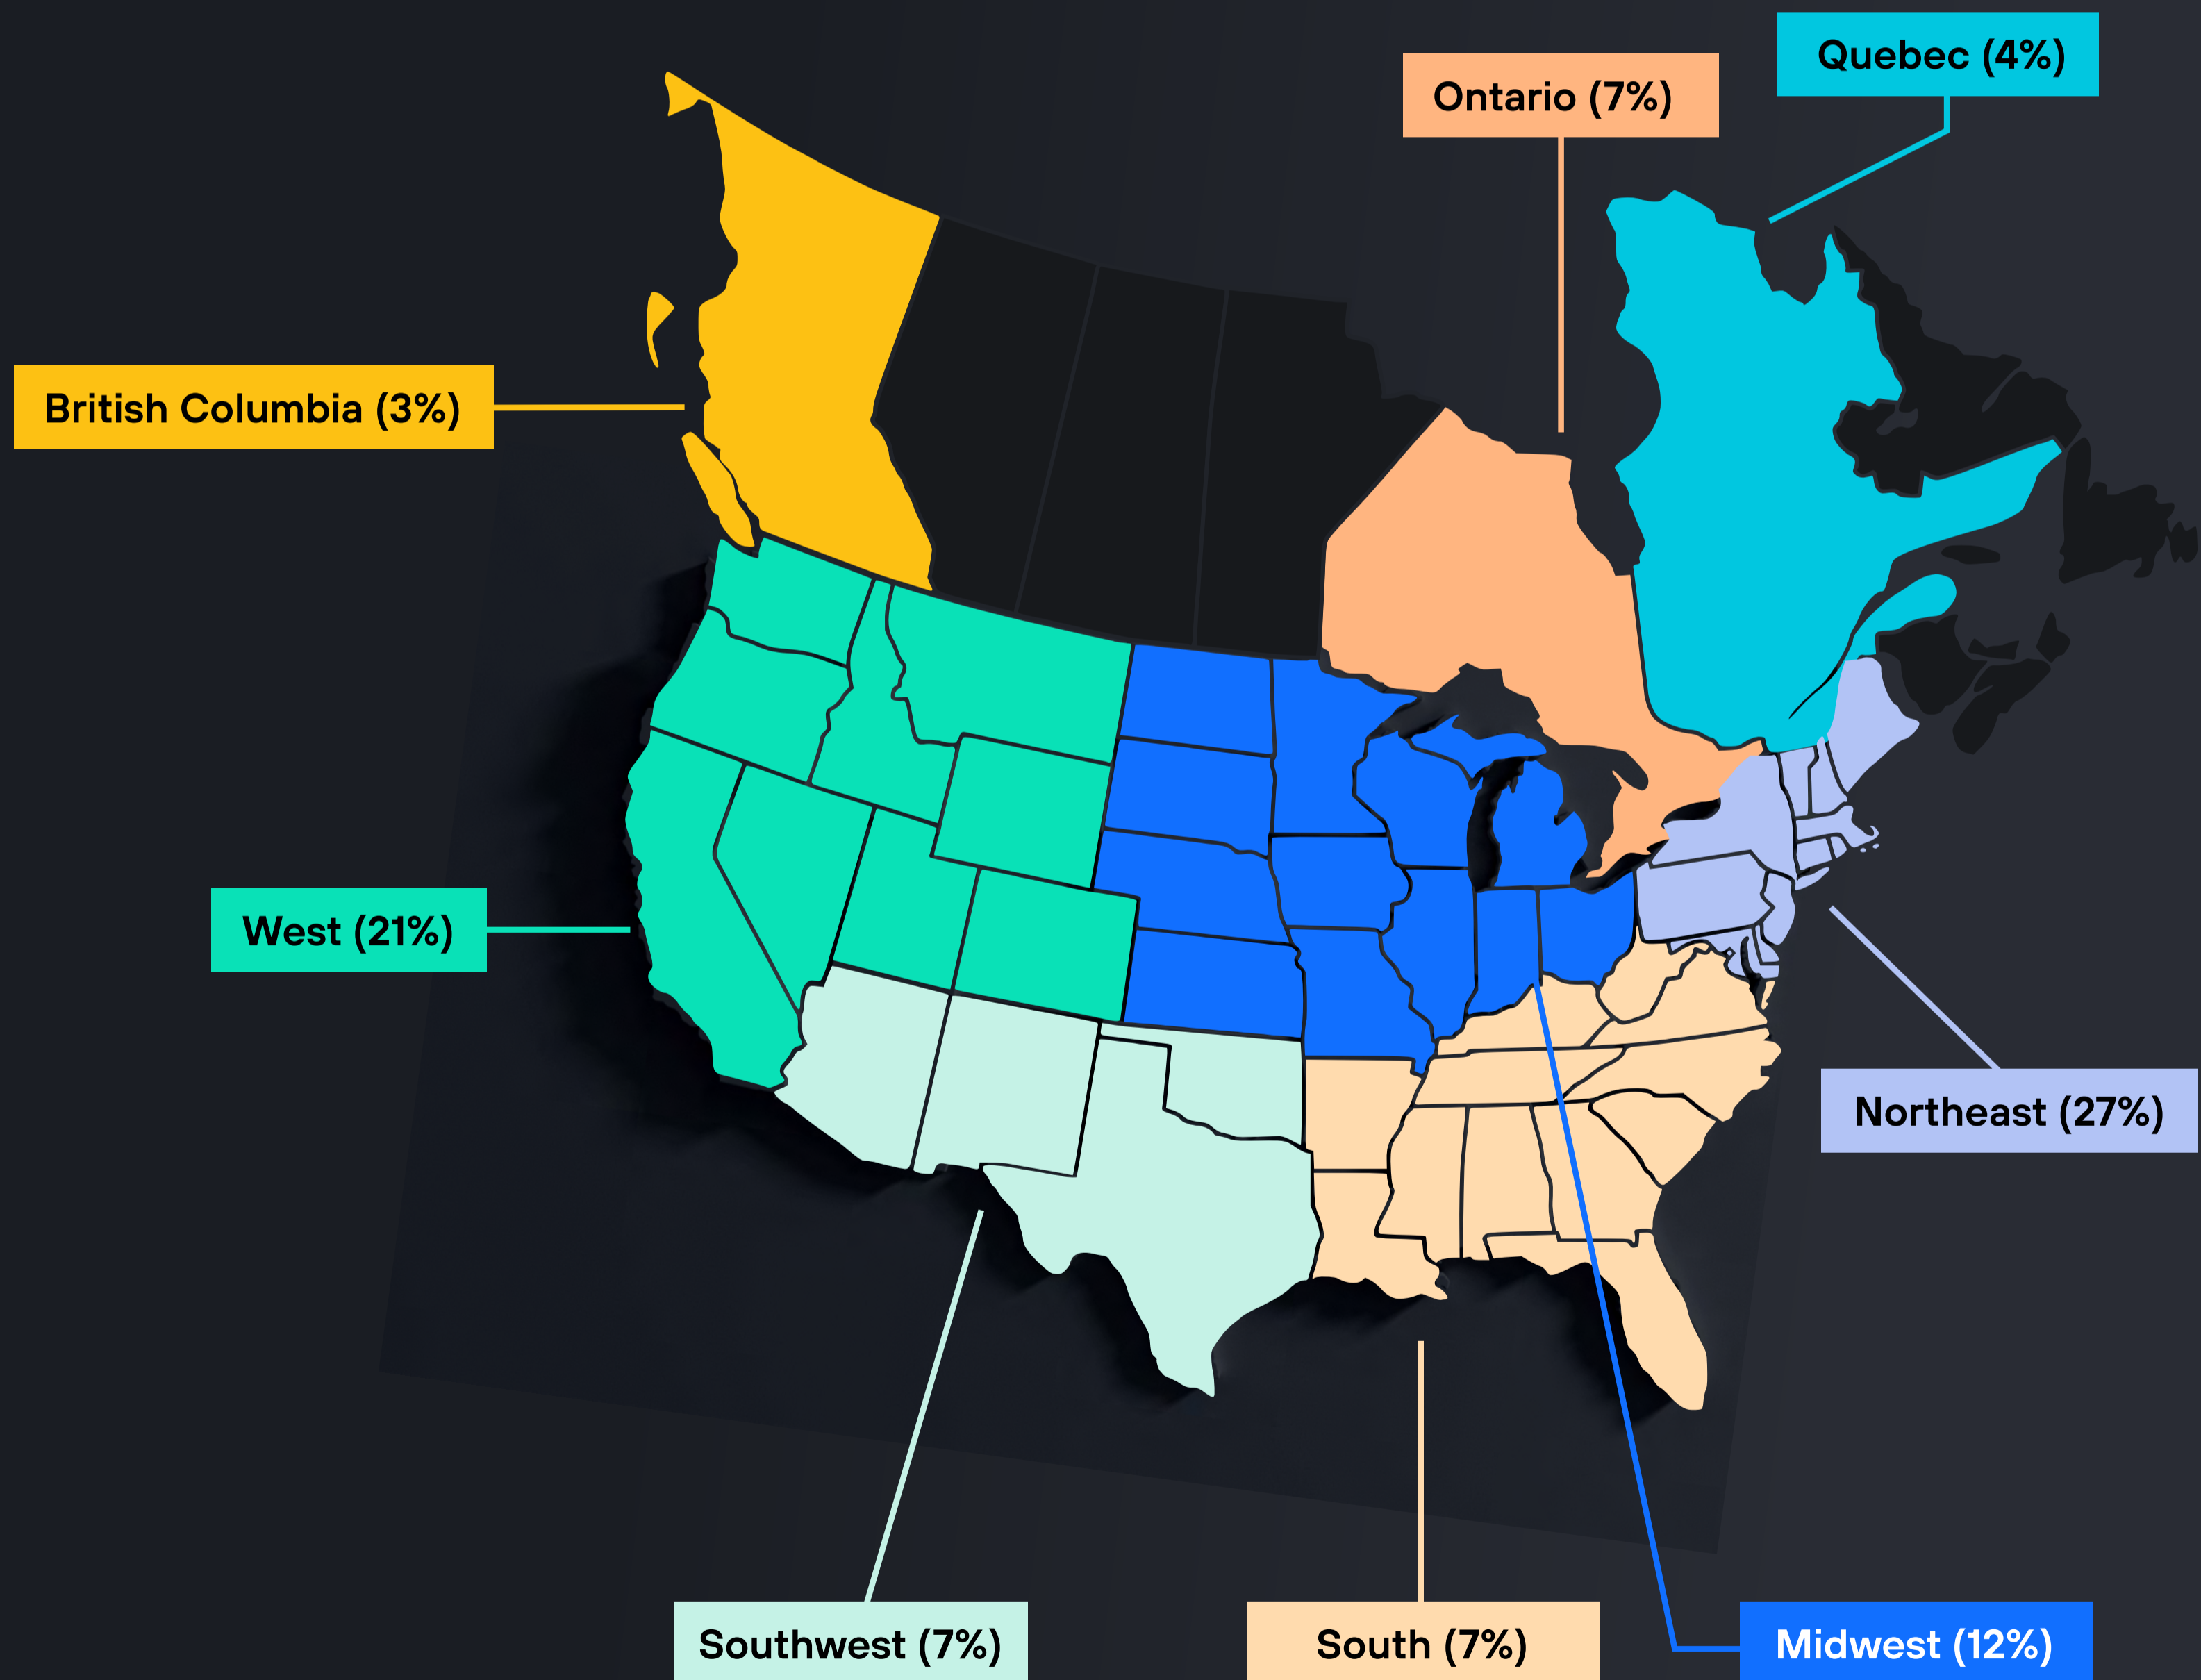 Quebec (4%)
Ontario (7%)
British Columbia (3%)
West (21%)
Northeast (27%)
Southwest (7%)
South (7%)
Midwest (12%)